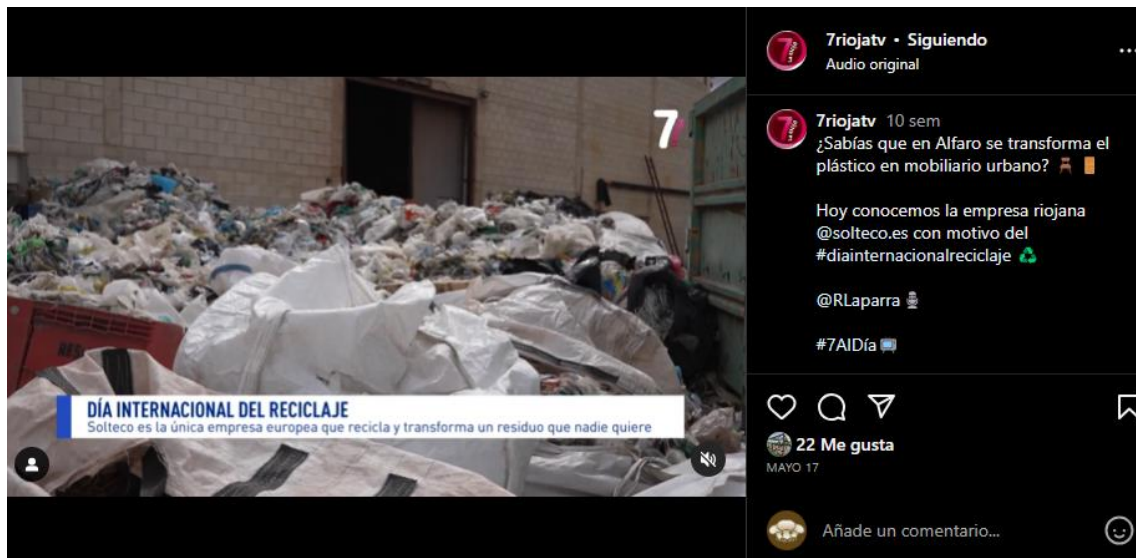 7
RES
DÍA INTERNACIONAL DEL RECICLAJE
Solteco es la única empresa europea que recicla y transforma un residuo que nadie quiere
7riojatv • Siguiendo
Audio original
7riojatv 10 sem
¿Sabías que en Alfaro se transforma el
plástico en mobiliario urbano?
Hoy conocemos la empresa riojana
@solteco.es con motivo del
#diainternacionalreciclaje
@RLaparra
#7AlDía
22 Me gusta
MAYO 17
Añade un comentario...